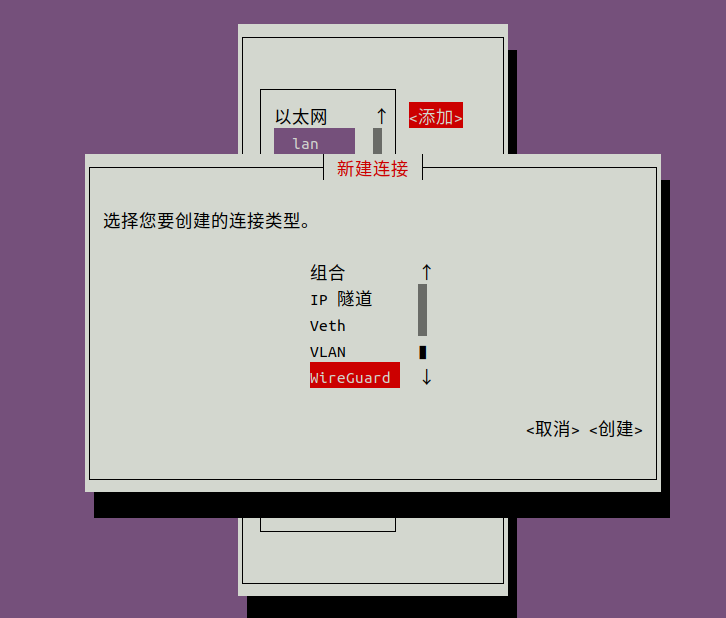 以太网 ↑ <添加>
lan
新建连接
选择您要创建的连接类型。
组合 ↑
IP 隧道
Veth
VLAN
WireGuard ↓
<取消> <创建>